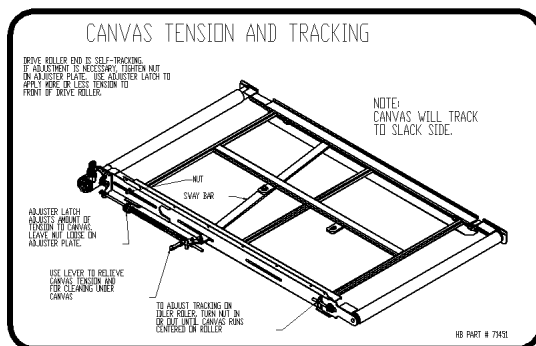 CANVAS TENSION AND TRACKING
DRIVE ROLLER END IS SELF-TRACKING.
IF ADJUSTMENT IS NECESSARY, TIGHTEN NUT
ON ADJUSTER PLATE. USE ADJUSTER LATCH TO
APPLY MORE OR LESS TENSION TO
FRONT OF DRIVE ROLLER.
NOTE:
CANVAS WILL TRACK
TO SLACK SIDE.
NUT
SWAY BAR
ADJUSTER LATCH
ADJUSTS AMOUNT OF
TENSION TO CANVAS.
LEAVE NUT LOOSE ON
ADJUSTER PLATE.
USE LEVER TO RELIEVE
CANVAS TENSION AND
FOR CLEANING UNDER
CANVAS
TO ADJUST TRACKING ON
IDLER ROLLER, TURN NUT IN
OR OUT UNTIL CANVAS RUNS
CENTERED ON ROLLER
HB PART # 71451